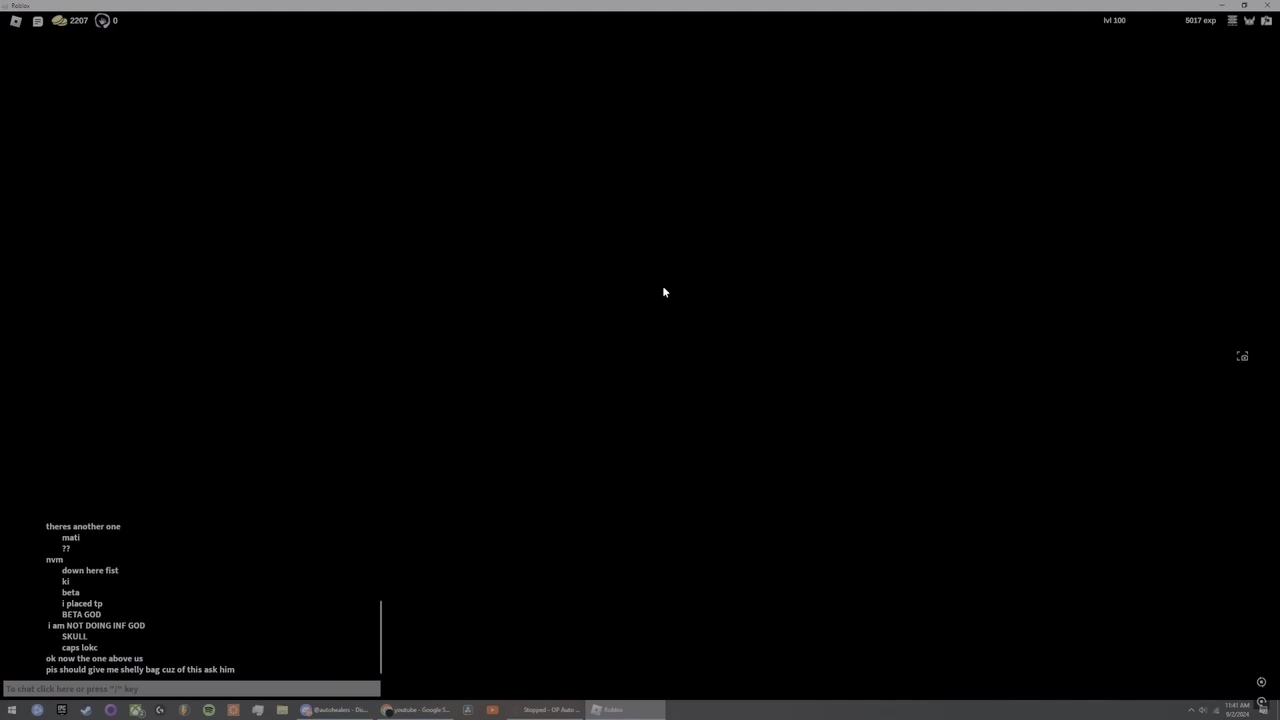 Roblox
2207 0 lvl 100 5017 exp
theres another one
mati
??
nvm
down here fist
ki
beta
i placed tp
BETA GOD
i am NOT DOING INF GOD
SKULL
caps lokc
ok now the one above us
pis should give me shelly bag cuz of this ask him
To chat click here or press "/" key
@autohealers - Dis... youtube - Google S... Stopped - OP Auto ... Roblox 11:41 AM
9/2/2024